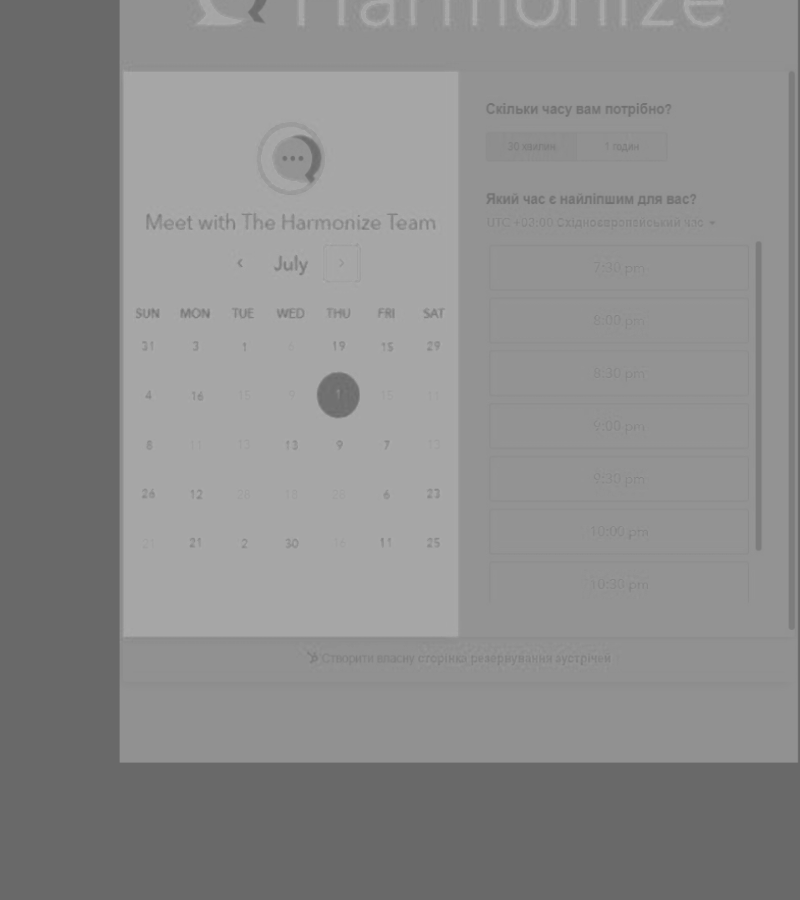 Harmonize
Meet with The Harmonize Team
July
SUN MON TUE WED THU FRI SAT
31 3 1 6 19 15 29
4 16 15 9 15 11
8 11 13 13 9 7 13
26 12 28 18 25 6 23
21 21 2 30 16 11 25
Скільки часу вам потрібно?
30 хвилин 1 годин
Який час є найліпшим для вас?
UTC +03:00 Східноєвропейський час
7:30 pm
8:00 pm
8:30 pm
9:00 pm
9:30 pm
10:00 pm
10:30 pm
Створити власну сторінка резервування зустрічей